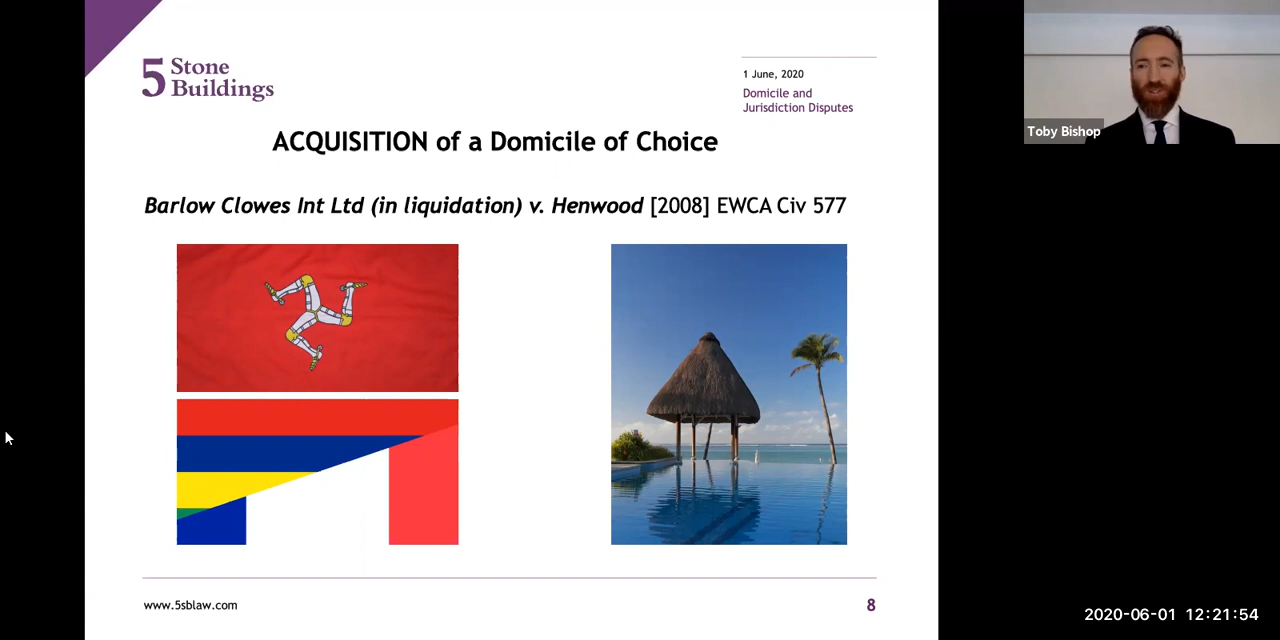 5 Stone
Buildings
1 June, 2020
Domicile and
Jurisdiction Disputes
ACQUISITION of a Domicile of Choice
Barlow Clowes Int Ltd (in liquidation) v. Henwood [2008] EWCA Civ 577
www.5sblaw.com
8
Toby Bishop
2020-06-01 12:21:54